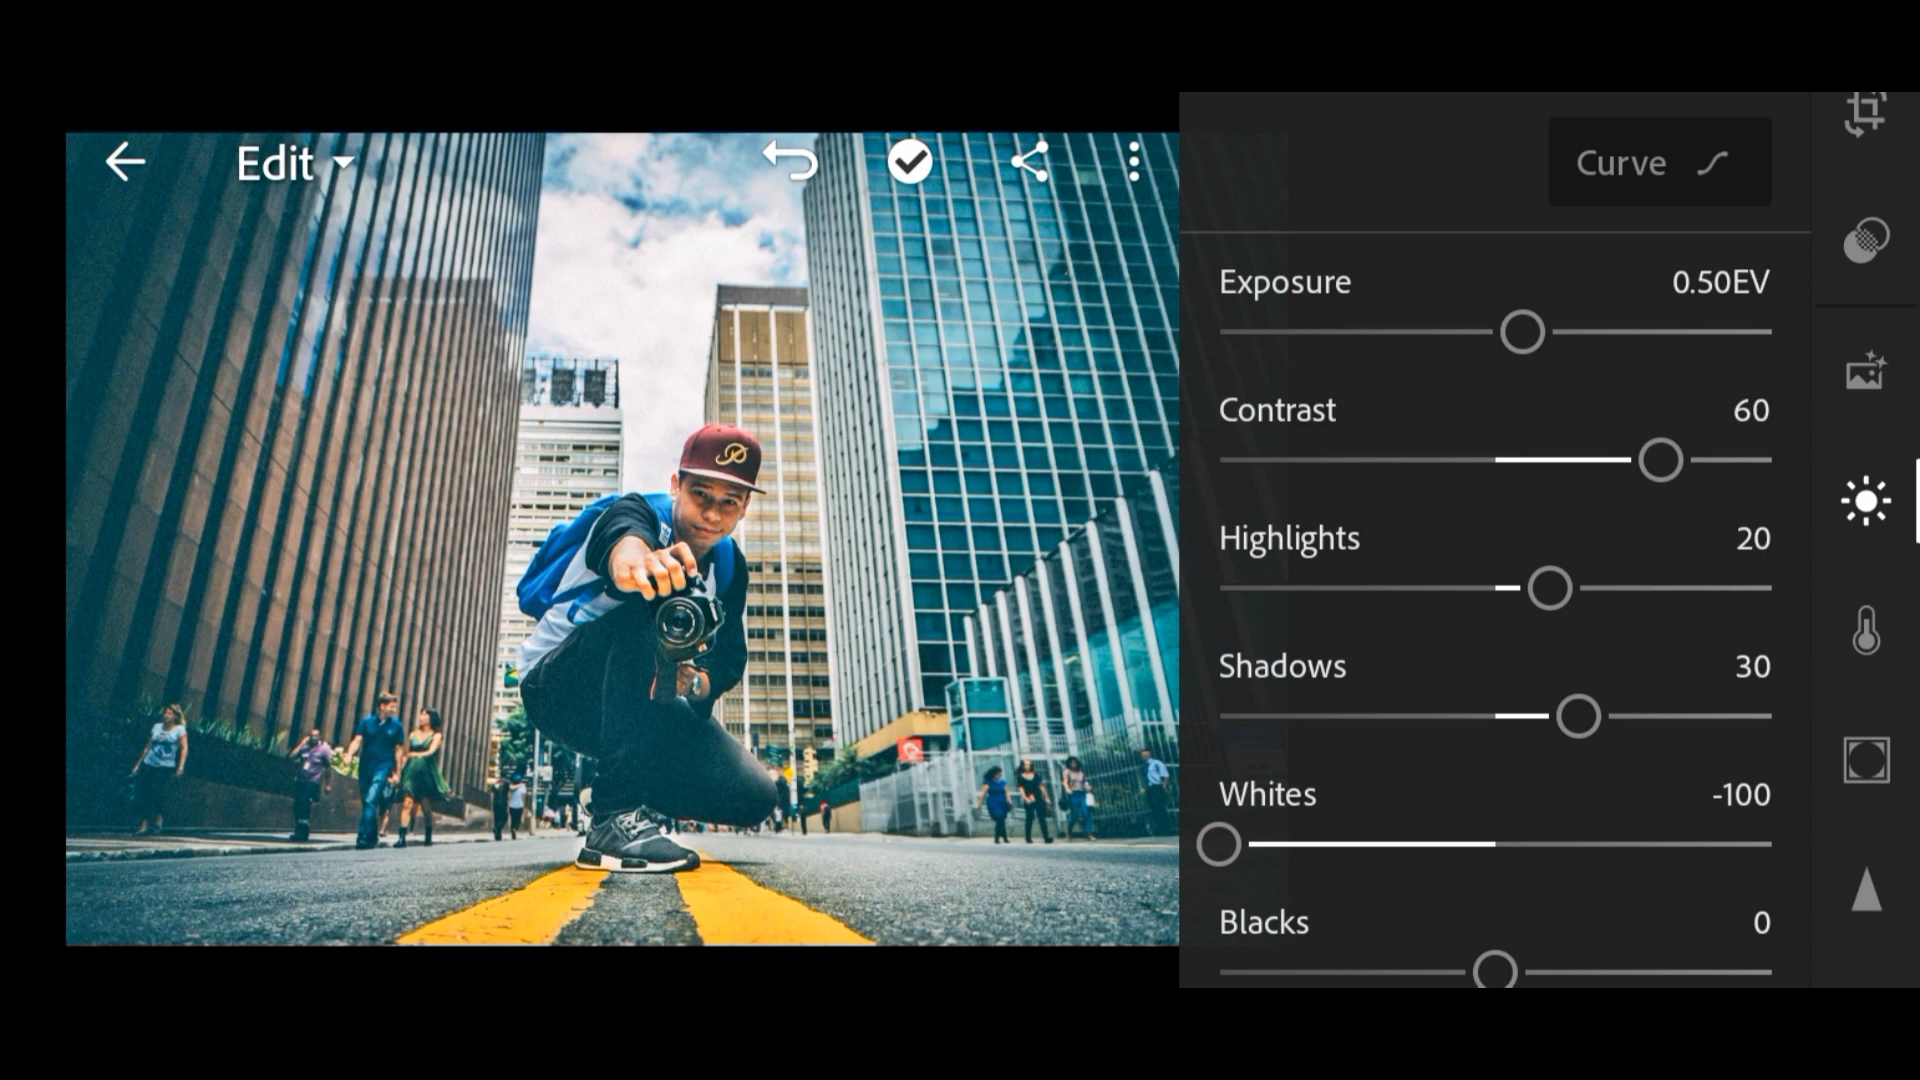 Edit
Curve
Exposure 0.50EV
Contrast 60
Highlights 20
Shadows 30
Whites -100
Blacks 0